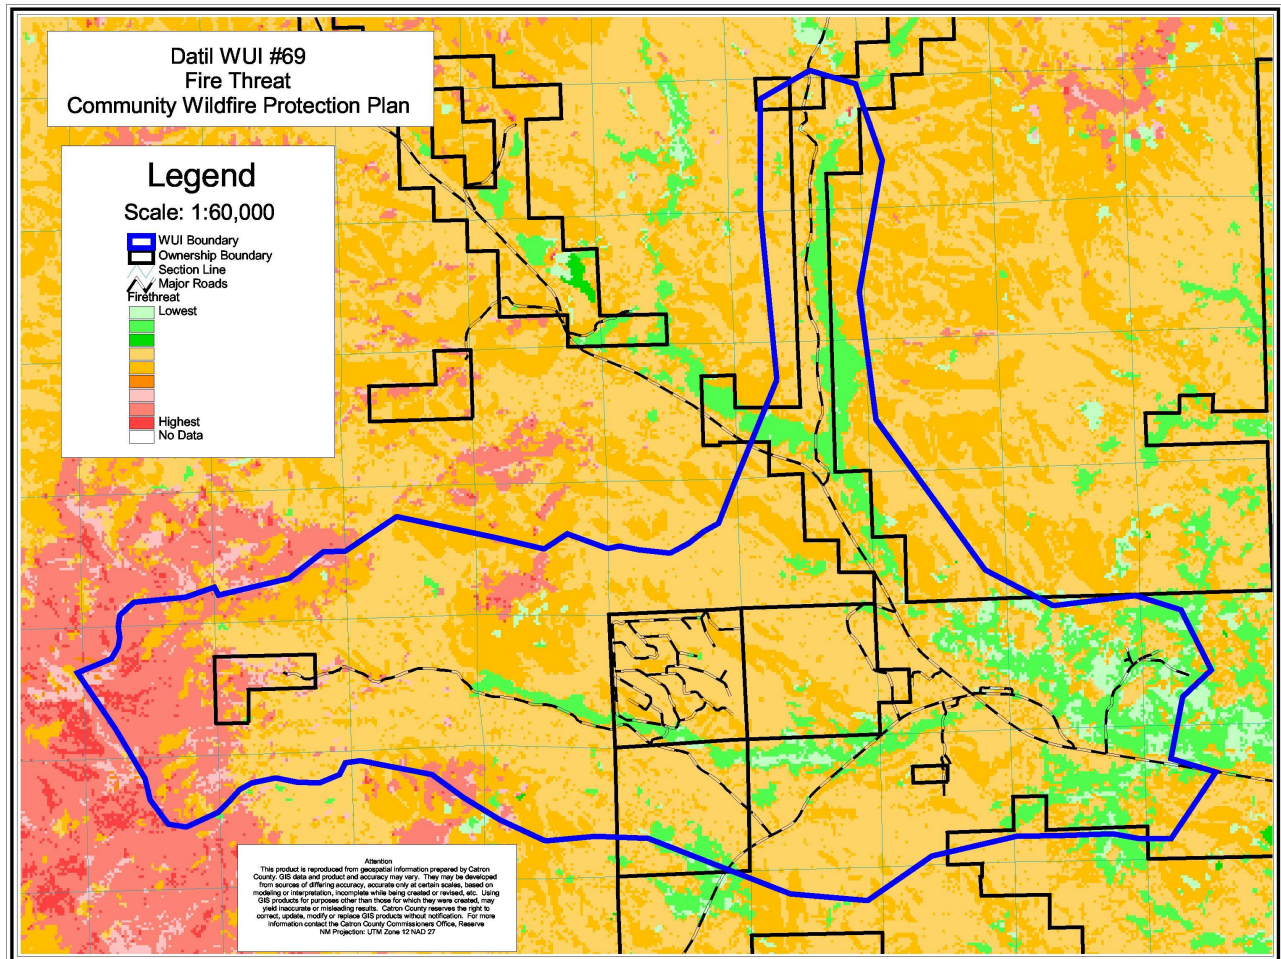 Datil WUI #69
Fire Threat
Community Wildfire Protection Plan
Legend
Scale: 1:60,000
WUI Boundary
Ownership Boundary
Section Line
Major Roads
Firethreat
Lowest
Highest
No Data
Attention
This product is reproduced from geospatial information prepared by Catron
County. GIS data and product and accuracy may vary. They may be developed
from sources of differing accuracy, accurate only at certain scales, based on
modeling or interpretation, incomplete while being created or revised, etc. Using
GIS products for purposes other than those for which they were created, may
yield inaccurate or misleading results. Catron County reserves the right to
correct, update, modify or replace GIS products without notification. For more
information contact the Catron County Commissioners Office, Reserve
NM Projection: UTM Zone 12 NAD 27